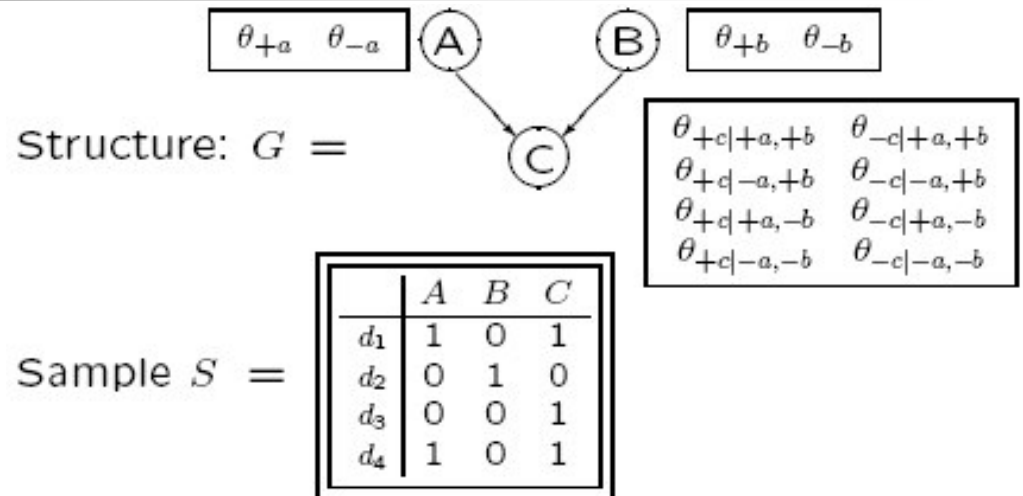 θ+a θ−a A B θ+b θ−b
Structure: G = C
θ+c|+a,+b θ−c|+a,+b
θ+c|−a,+b θ−c|−a,+b
θ+c|+a,−b θ−c|+a,−b
θ+c|−a,−b θ−c|−a,−b
Sample S =
A B C
d1 1 0 1
d2 0 1 0
d3 0 0 1
d4 1 0 1